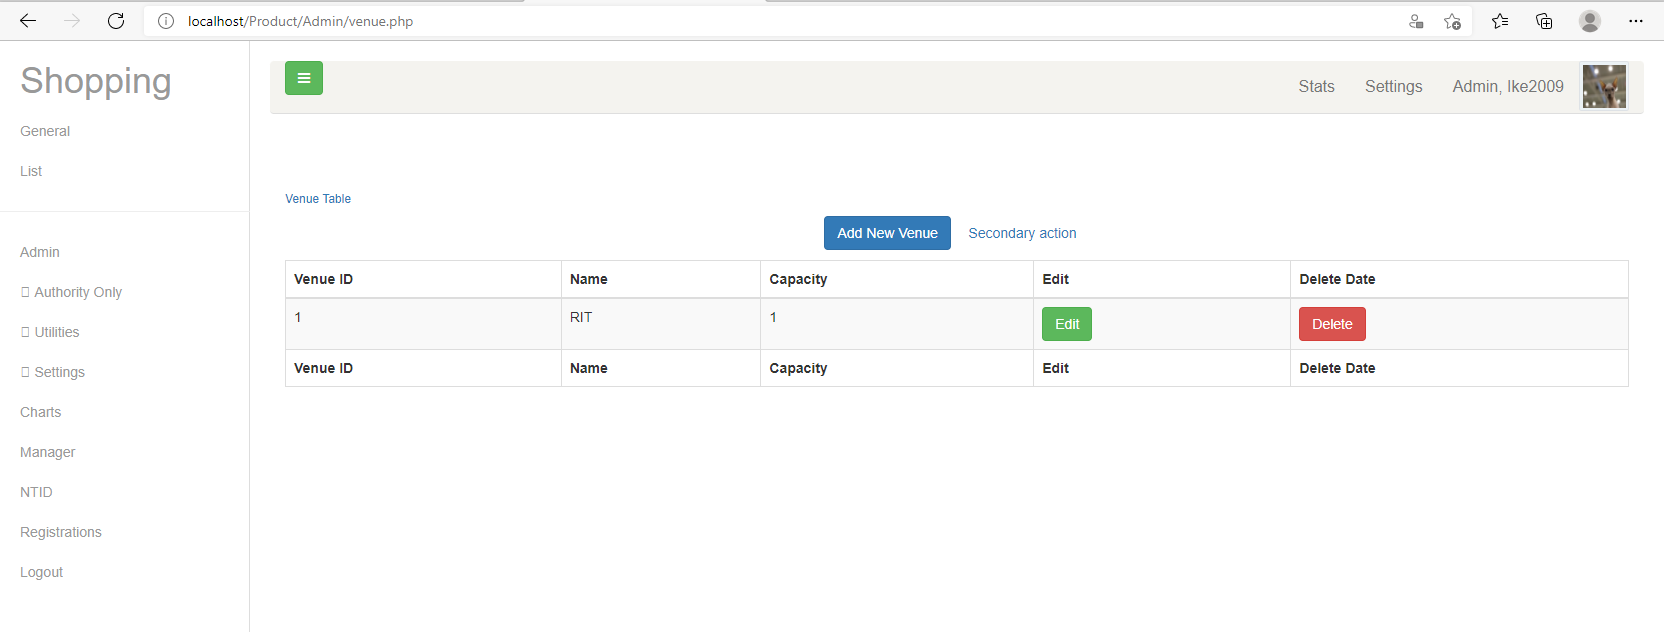 localhost/Product/Admin/venue.php
Shopping
General
List
Admin
Authority Only
Utilities
Settings
Charts
Manager
NTID
Registrations
Logout
Stats Settings Admin, Ike2009
Venue Table
Add New Venue Secondary action
Venue ID Name Capacity Edit Delete Date
1 RIT 1 Edit Delete
Venue ID Name Capacity Edit Delete Date